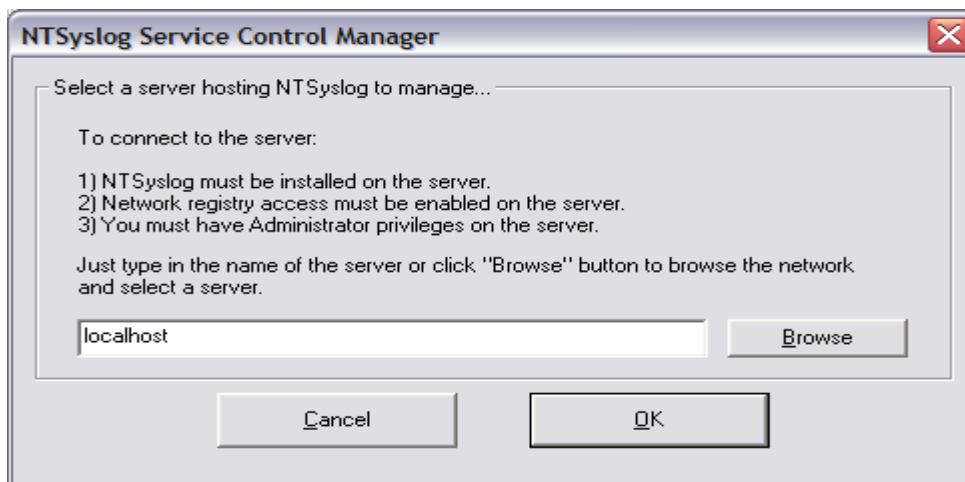 NTSyslog Service Control Manager
Select a server hosting NTSyslog to manage...
To connect to the server:
1) NTSyslog must be installed on the server.
2) Network registry access must be enabled on the server.
3) You must have Administrator privileges on the server.
Just type in the name of the server or click "Browse" button to browse the network
and select a server.
localhost
Browse
Cancel
OK